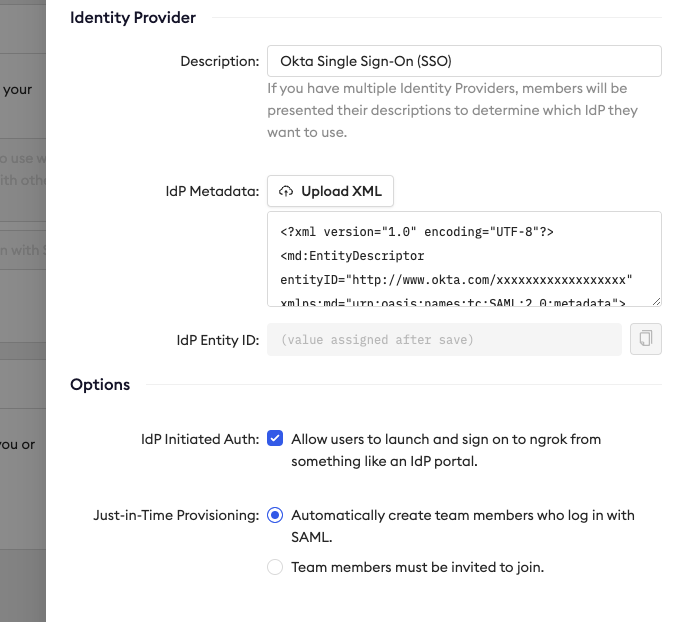 Identity Provider
your
Description: Okta Single Sign-On (SSO)
If you have multiple Identity Providers, members will be
presented their descriptions to determine which IdP they
want to use.
to use w
ith othe
IdP Metadata: Upload XML
<?xml version="1.0" encoding="UTF-8"?>
<md:EntityDescriptor
entityID="http://www.okta.com/xxxxxxxxxxxxxxxxxx"
xmlns:md="urn:oasis:names:tc:SAML:2.0:metadata">
n with S
IdP Entity ID: (value assigned after save)
Options
you or
IdP Initiated Auth: Allow users to launch and sign on to ngrok from
something like an IdP portal.
Just-in-Time Provisioning: Automatically create team members who log in with
SAML.
Team members must be invited to join.